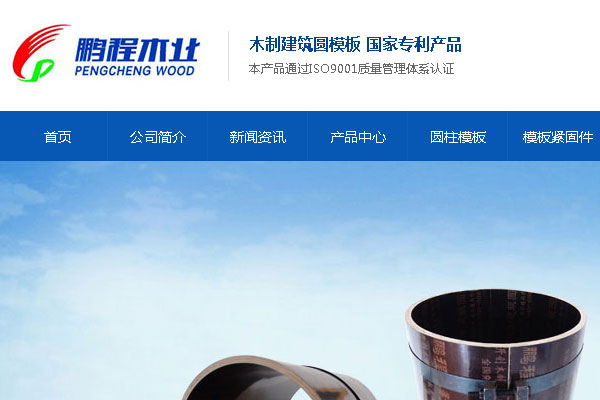 鹏程木业
PENGCHENG WOOD
木制建筑圆模板 国家专利产品
本产品通过ISO9001质量管理体系认证
首页 公司简介 新闻资讯 产品中心 圆柱模板 模板紧固件
鹏程